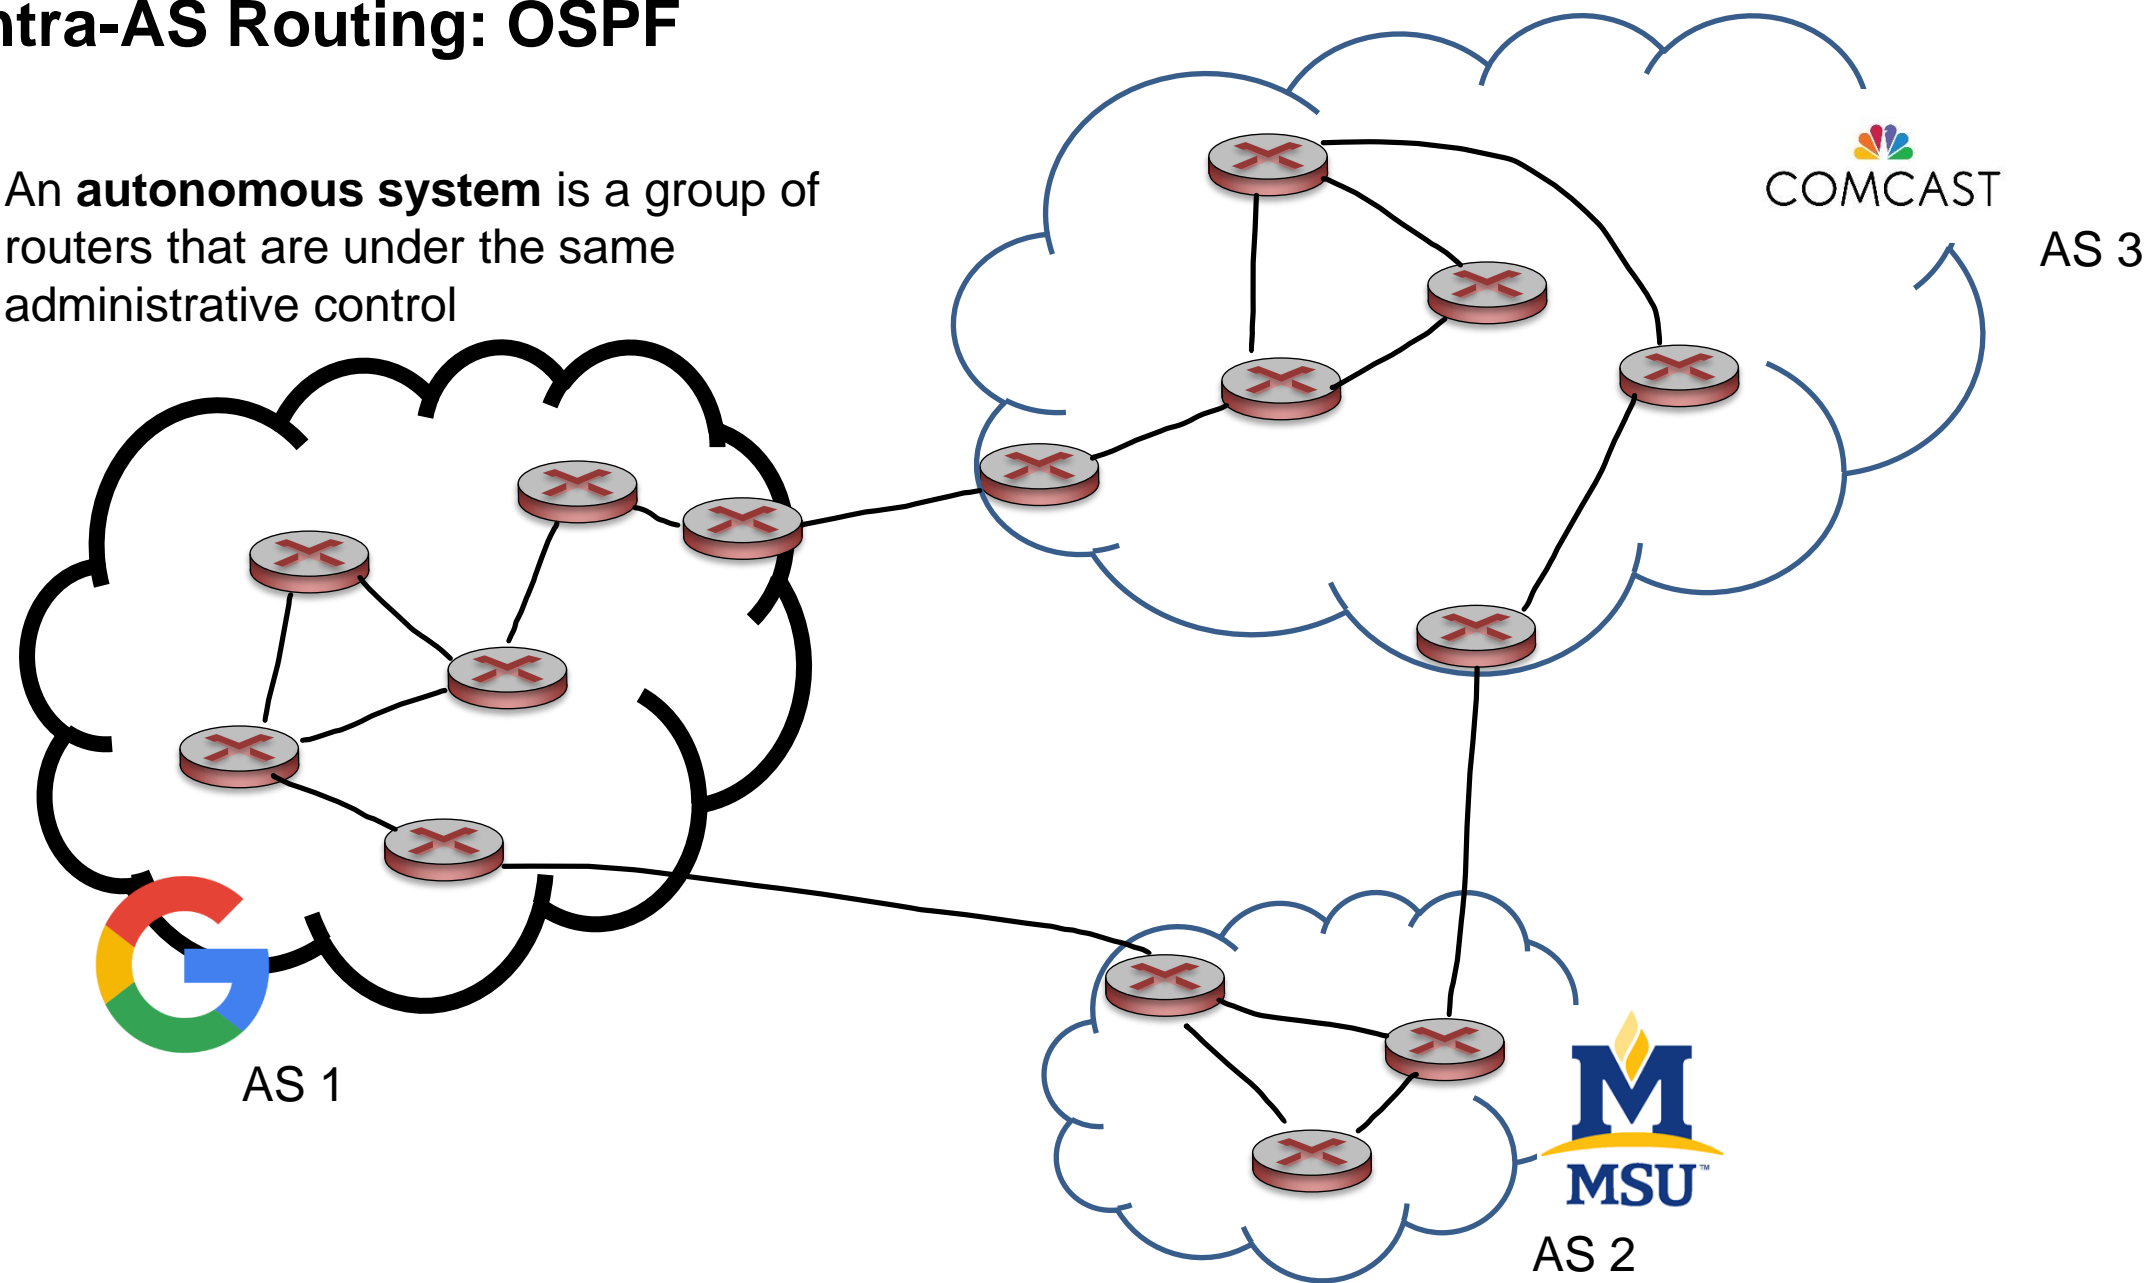 ntra-AS Routing: OSPF
An autonomous system is a group of
routers that are under the same
administrative control
COMCAST
AS 3
AS 1
M
MSU™
AS 2